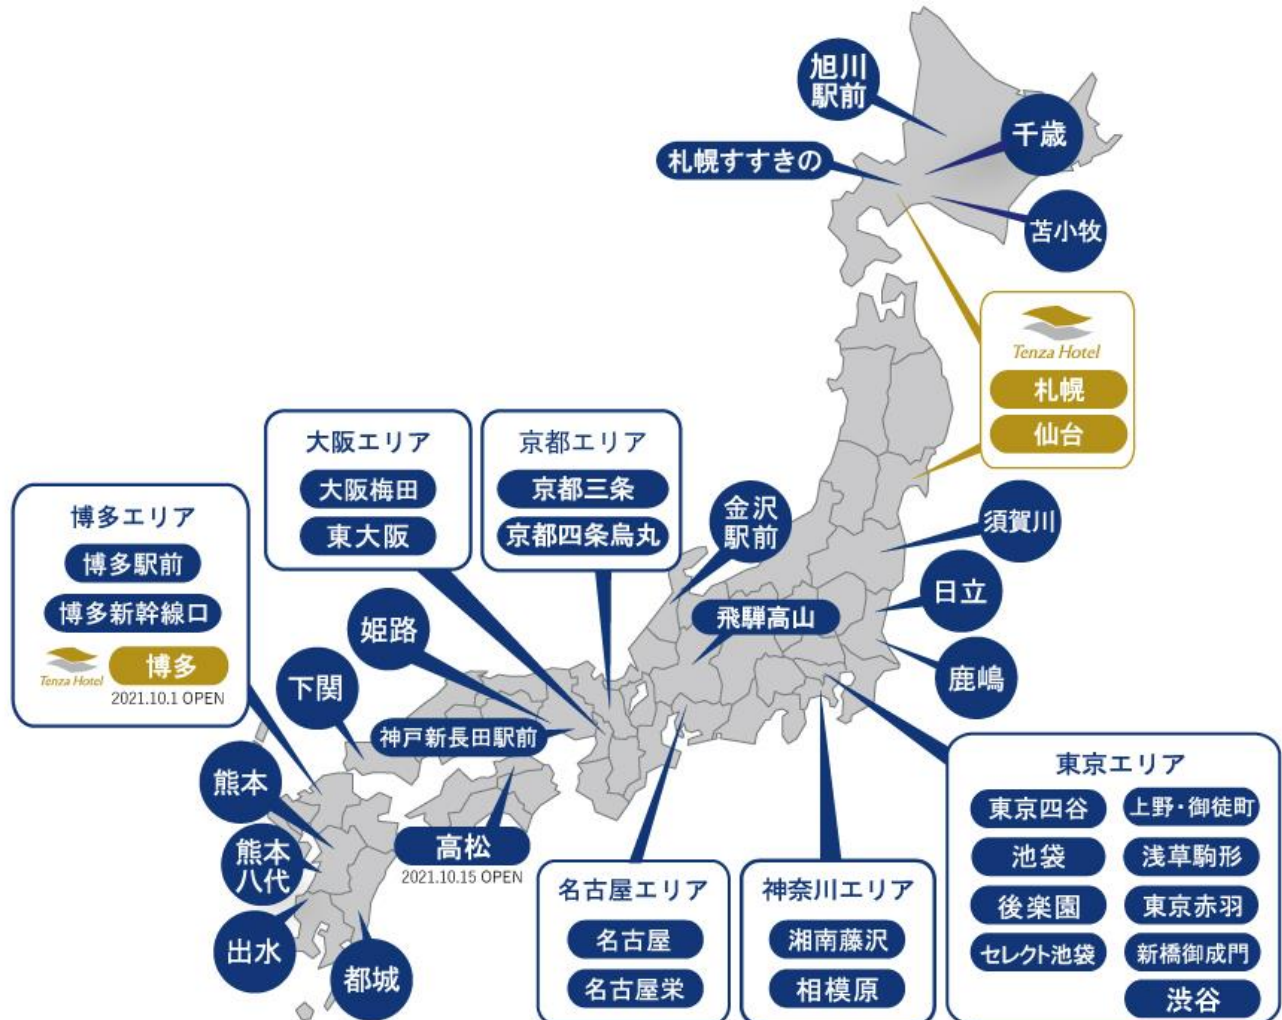 旭川
駅前
千歳
札幌すすきの
苫小牧
Tenza Hotel
札幌
仙台
大阪エリア
大阪梅田
東大阪
京都エリア
京都三条
京都四条烏丸
金沢
駅前
須賀川
博多エリア
博多駅前
博多新幹線口
Tenza Hotel
博多
2021.10.1 OPEN
日立
飛騨高山
姫路
鹿嶋
下関
神戸新長田駅前
熊本
高松
2021.10.15 OPEN
熊本
八代
出水
都城
名古屋エリア
名古屋
名古屋栄
神奈川エリア
湘南藤沢
相模原
東京エリア
東京四谷
上野・御徒町
池袋
浅草駒形
後楽園
東京赤羽
セレクト池袋
新橋御成門
渋谷